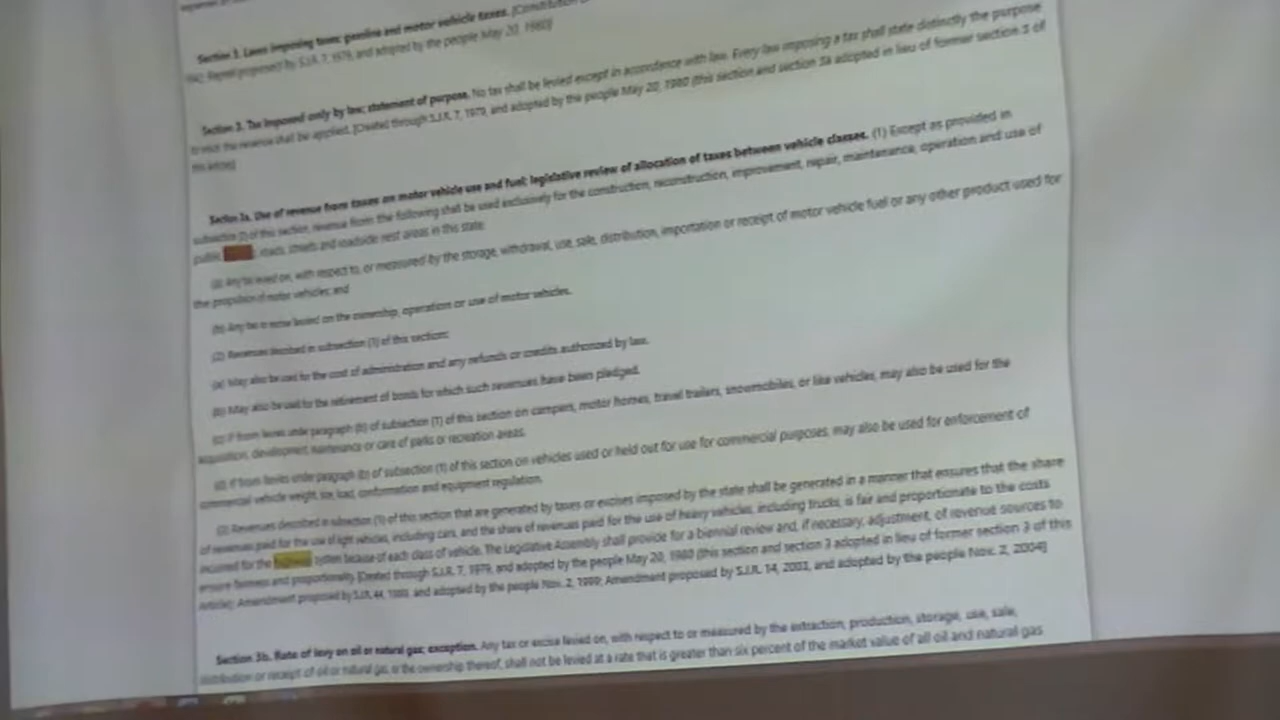 Section 2. Laws imposing taxes; gasoline and motor vehicle taxes. [Constitution
Repeal proposed by S.J.R. 7, 1979, and adopted by the people May 20, 1980]
Section 3. Tax imposed only by law; statement of purpose. No tax shall be levied except in accordance with law. Every law imposing a tax shall state distinctly the purpose
to which the revenue shall be applied. [Created through S.J.R. 7, 1979, and adopted by the people May 20, 1980 (this section and section 3a adopted in lieu of former section 3 of
this Article)]
Section 3a. Use of revenue from taxes on motor vehicle use and fuel; legislative review of allocation of taxes between vehicle classes. (1) Except as provided in
subsection (2) of this section, revenue from the following shall be used exclusively for the construction, reconstruction, improvement, repair, maintenance, operation and use of
public roads, streets and roadside rest areas in this state:
(a) Any tax levied on, with respect to, or measured by the storage, withdrawal, use, sale, distribution, importation or receipt of motor vehicle fuel or any other product used for
the propulsion of motor vehicles; and
(b) Any tax or excise levied on the ownership, operation or use of motor vehicles.
(2) Revenues described in subsection (1) of this section:
(a) May also be used for the cost of administration and any refunds or credits authorized by law.
(b) May also be used for the retirement of bonds for which such revenues have been pledged.
(c) If from levies under paragraph (b) of subsection (1) of this section on campers, motor homes, travel trailers, snowmobiles, or like vehicles, may also be used for the
acquisition, development, maintenance or care of parks or recreation areas.
(d) If from levies under paragraph (b) of subsection (1) of this section on vehicles used or held out for use for commercial purposes, may also be used for enforcement of
commercial vehicle weight, size, load, conformation and equipment regulation.
(3) Revenues described in subsection (1) of this section that are generated by taxes or excises imposed by the state shall be generated in a manner that ensures that the share
of revenues paid for the use of light vehicles, including cars, and the share of revenues paid for the use of heavy vehicles, including trucks, is fair and proportionate to the costs
incurred for the highway system because of each class of vehicle. The Legislative Assembly shall provide for a biennial review and, if necessary, adjustment, of revenue sources to
ensure fairness and proportionality. [Created through S.J.R. 7, 1979, and adopted by the people May 20, 1980 (this section and section 3 adopted in lieu of former section 3 of this
Article); Amendment proposed by S.J.R. 44, 1999, and adopted by the people Nov. 2, 1999; Amendment proposed by S.J.R. 14, 2003, and adopted by the people Nov. 2, 2004]
Section 3b. Rate of levy on oil or natural gas; exception. Any tax or excise levied on, with respect to or measured by the extraction, production, storage, use, sale,
distribution or receipt of oil or natural gas, or the ownership thereof, shall not be levied at a rate that is greater than six percent of the market value of all oil and natural gas